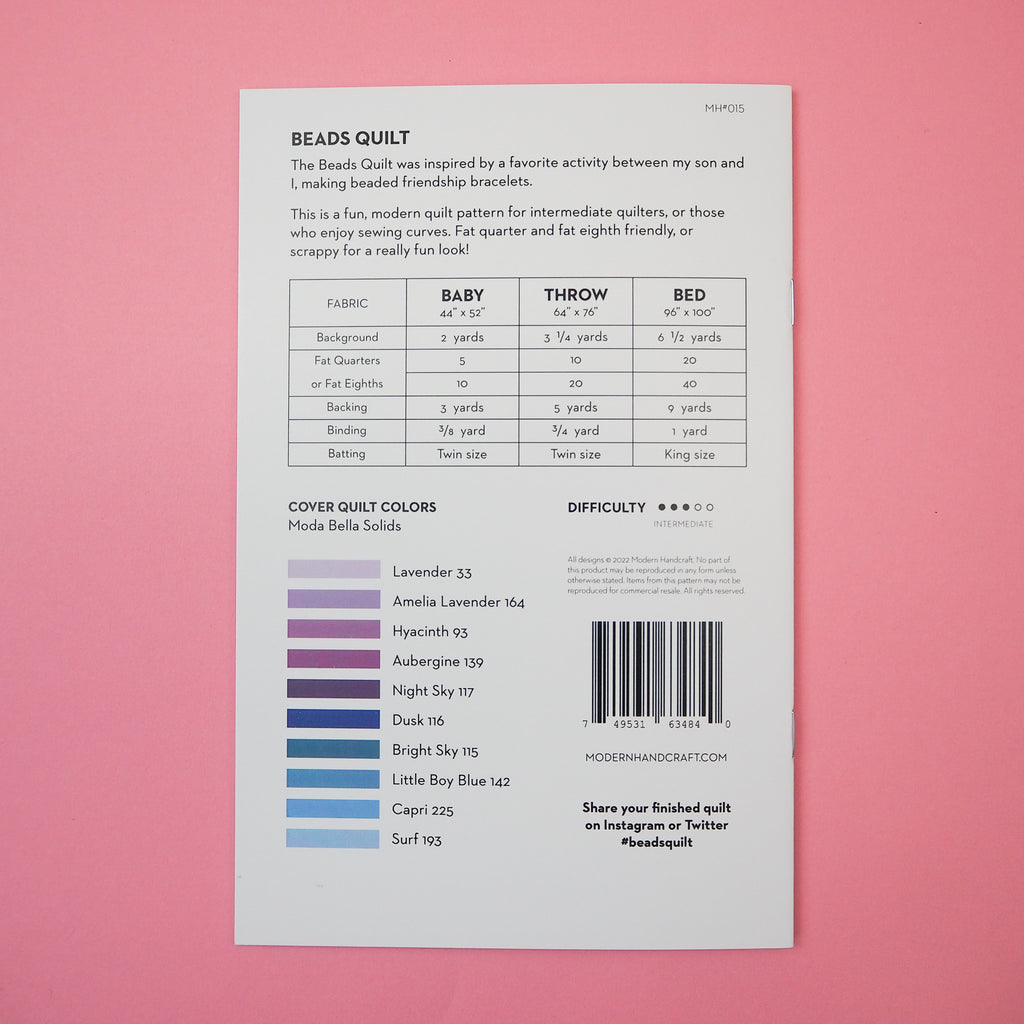 MH#015
BEADS QUILT
The Beads Quilt was inspired by a favorite activity between my son and
I, making beaded friendship bracelets.
This is a fun, modern quilt pattern for intermediate quilters, or those
who enjoy sewing curves. Fat quarter and fat eighth friendly, or
scrappy for a really fun look!
FABRIC BABY THROW BED
44" x 52" 64" x 76" 96" x 100"
Background 2 yards 3 1/4 yards 6 1/2 yards
Fat Quarters 5 10 20
or Fat Eighths 10 20 40
Backing 3 yards 5 yards 9 yards
Binding 3/8 yard 3/4 yard 1 yard
Batting Twin size Twin size King size
COVER QUILT COLORS
Moda Bella Solids
Lavender 33
Amelia Lavender 164
Hyacinth 93
Aubergine 139
Night Sky 117
Dusk 116
Bright Sky 115
Little Boy Blue 142
Capri 225
Surf 193
DIFFICULTY
INTERMEDIATE
All designs © 2022 Modern Handcraft. No part of
this product may be reproduced in any form unless
otherwise stated. Items from this pattern may not be
reproduced for commercial resale. All rights reserved.
7 49531 63484 0
MODERNHANDCRAFT.COM
Share your finished quilt
on Instagram or Twitter
#beadsquilt